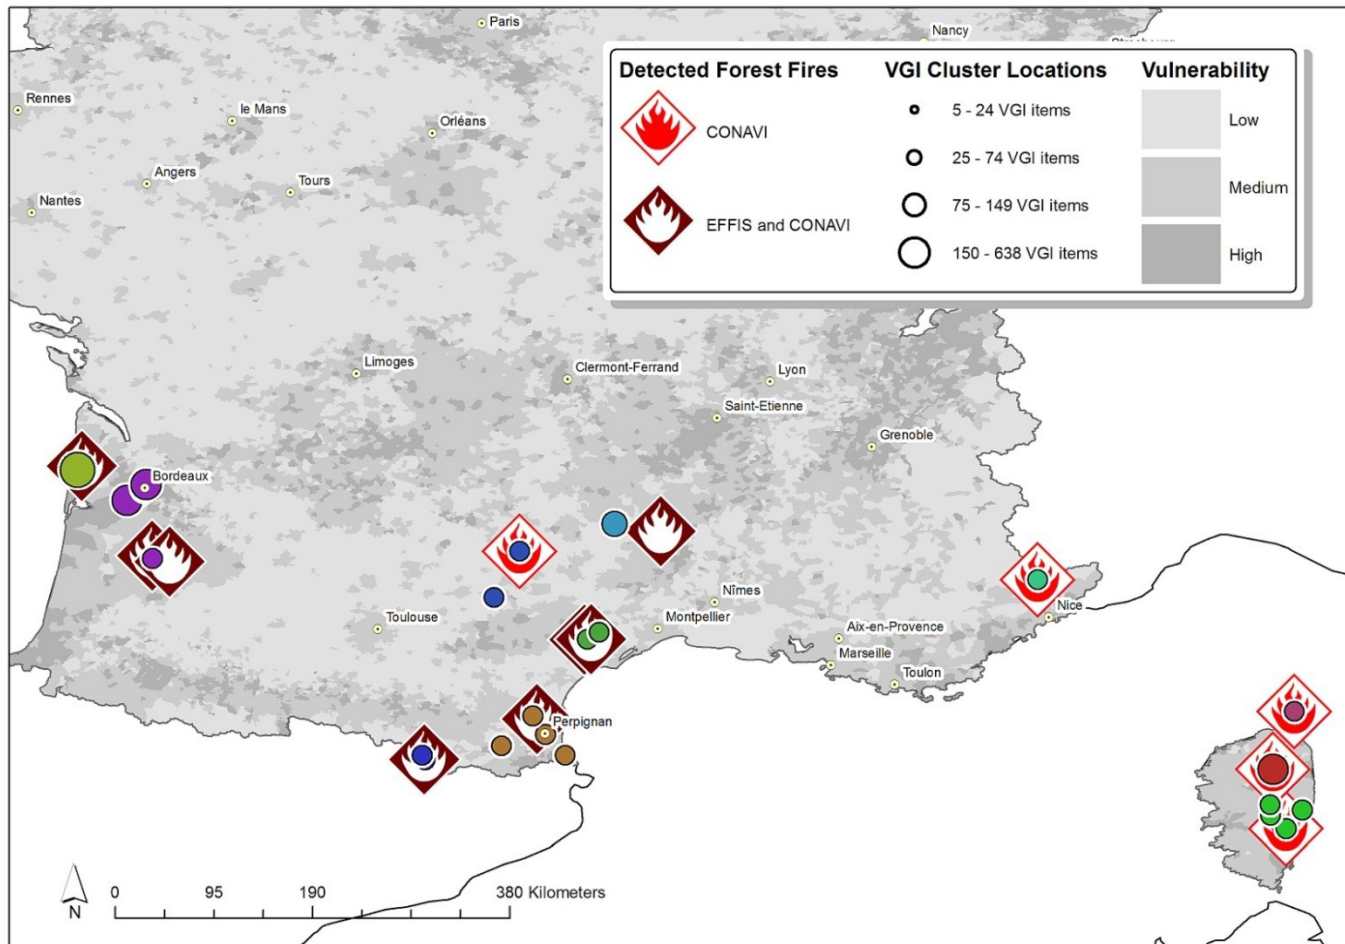 Paris
Nancy
Rennes
le Mans
Orléans
Angers
Tours
Nantes
Detected Forest Fires
CONAVI
EFFIS and CONAVI
VGI Cluster Locations
5 - 24 VGI items
25 - 74 VGI items
75 - 149 VGI items
150 - 638 VGI items
Vulnerability
Low
Medium
High
Limoges
Clermont-Ferrand
Lyon
Saint-Etienne
Grenoble
Bordeaux
Nîmes
Nice
Toulouse
Montpellier
Aix-en-Provence
Marseille
Toulon
Perpignan
N
0 95 190 380 Kilometers